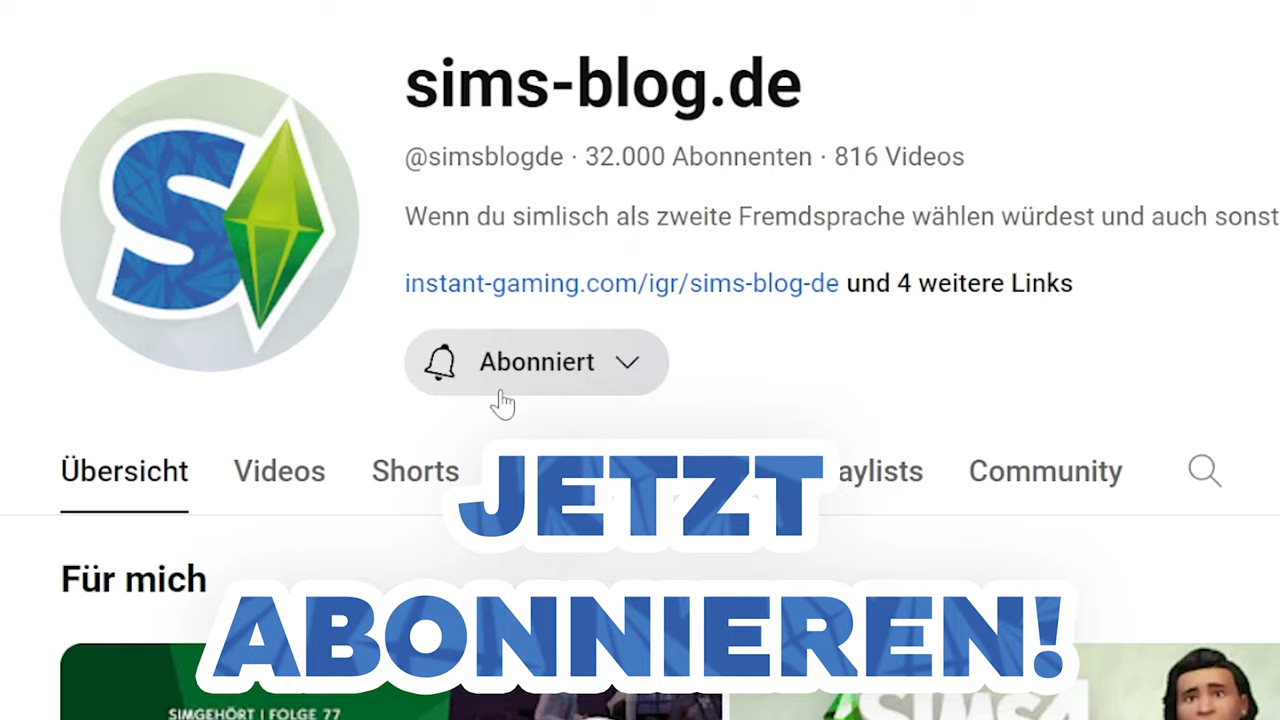 sims-blog.de
@simsblogde · 32.000 Abonnenten · 816 Videos
Wenn du simlisch als zweite Fremdsprache wählen würdest und auch sonst
instant-gaming.com/igr/sims-blog-de und 4 weitere Links
Abonniert
Übersicht Videos Shorts aylists Community
JETZT
Für mich
ABONNIEREN!
SIMGEHÖRT | FOLGE 77
SIMS 4